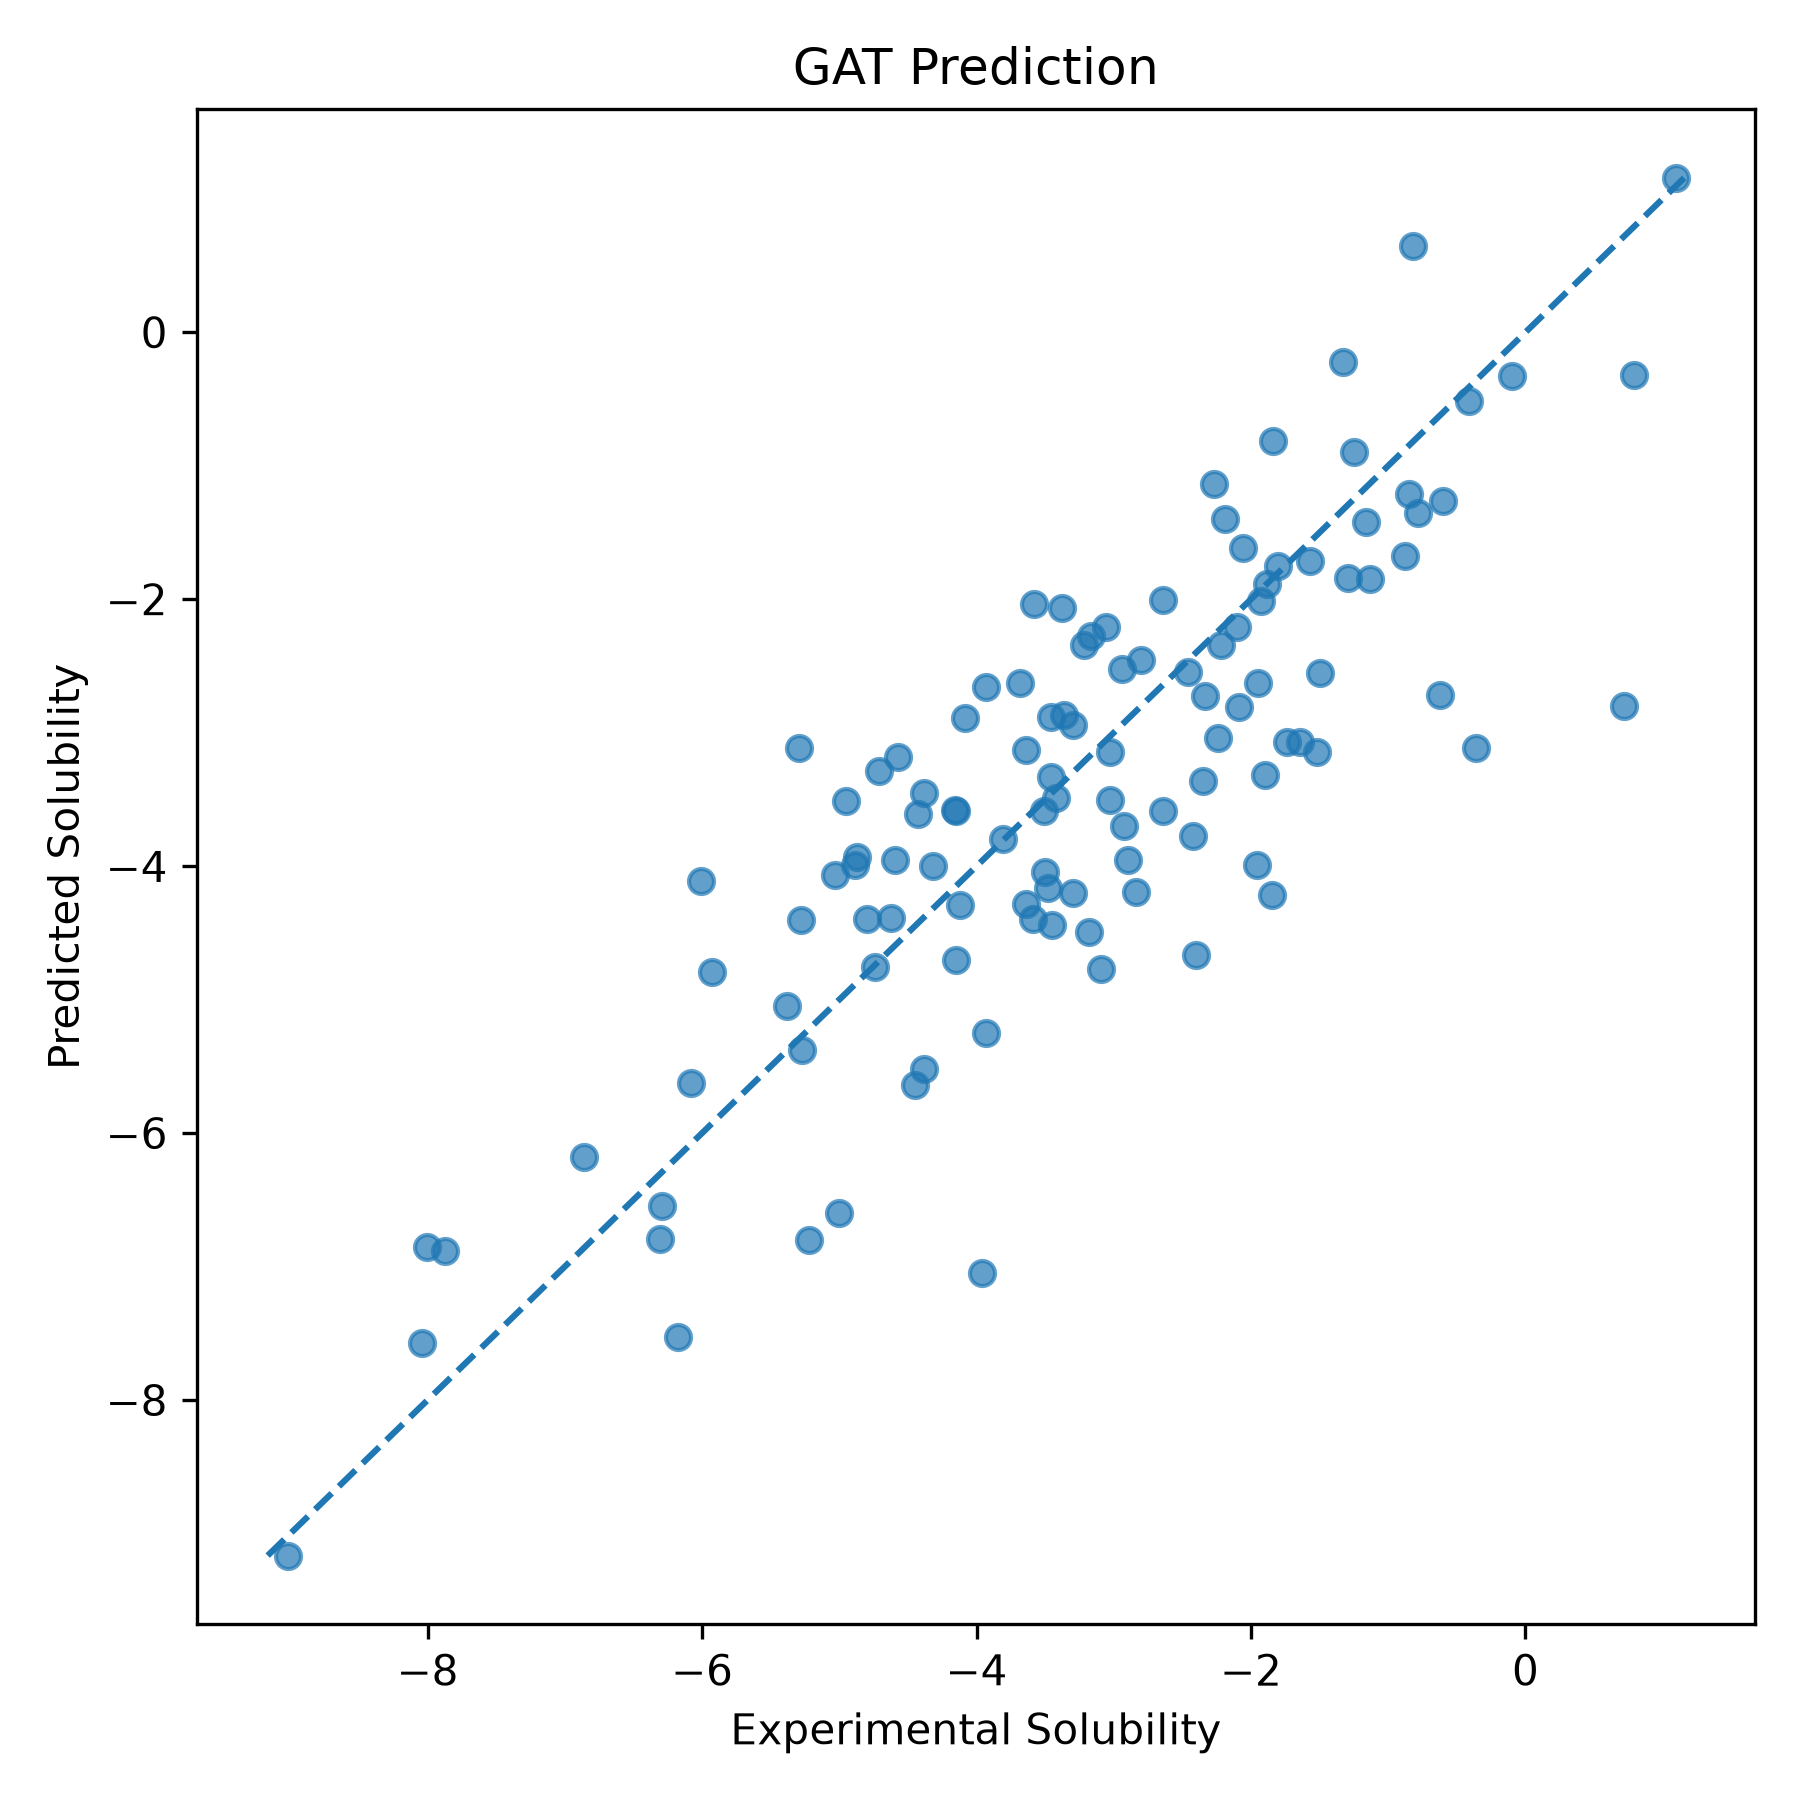 GAT Prediction
0
−2
−4
−6
−8
Predicted Solubility
−8 −6 −4 −2 0
Experimental Solubility